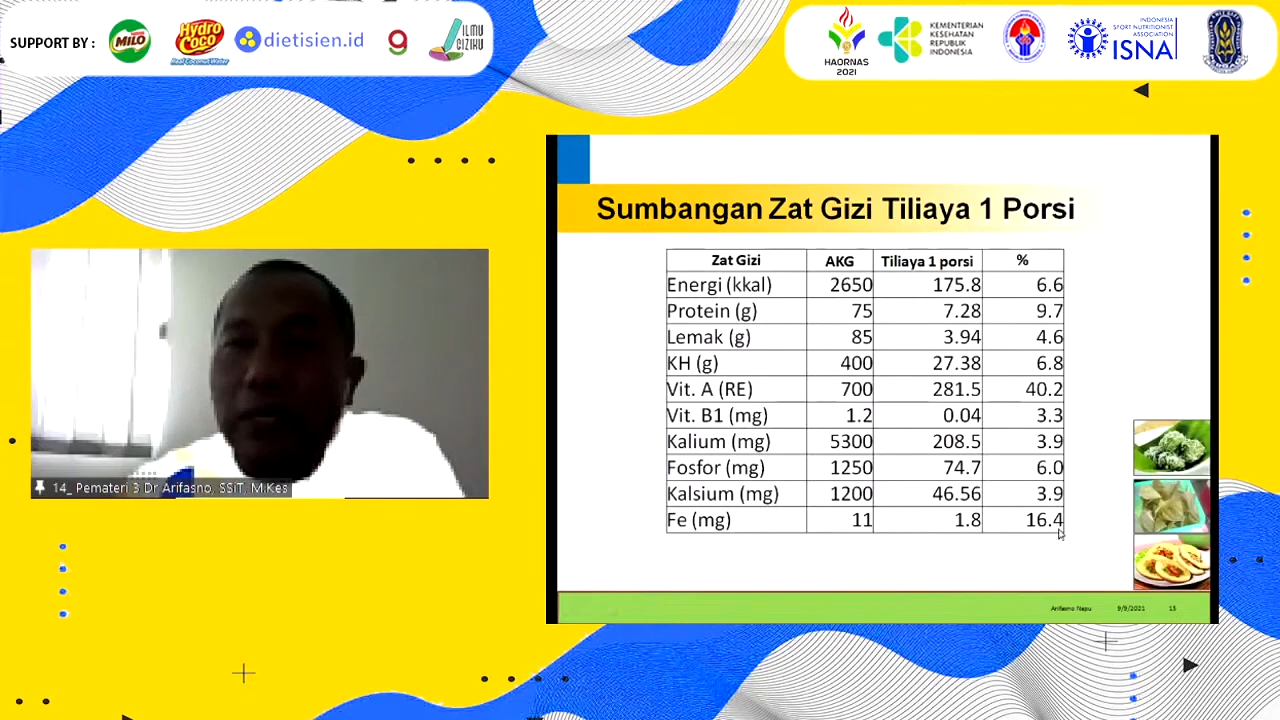 SUPPORT BY :
MILO
Hydro
Coco
Real Coconut Water
dietisien.id
g
ILMU
GIZIKU
HAORNAS
2021
KEMENTERIAN
KESEHATAN
REPUBLIK
INDONESIA
INDONESIA
SPORT NUTRITIONIST
ASSOCIATION
ISNA
Sumbangan Zat Gizi Tiliaya 1 Porsi
Zat Gizi AKG Tiliaya 1 porsi %
Energi (kkal) 2650 175.8 6.6
Protein (g) 75 7.28 9.7
Lemak (g) 85 3.94 4.6
KH (g) 400 27.38 6.8
Vit. A (RE) 700 281.5 40.2
Vit. B1 (mg) 1.2 0.04 3.3
Kalium (mg) 5300 208.5 3.9
Fosfor (mg) 1250 74.7 6.0
Kalsium (mg) 1200 46.56 3.9
Fe (mg) 11 1.8 16.4
14_ Pemateri 3 Dr Arifasno, SSiT, M.Kes
Arifasno Napu 9/9/2021 13